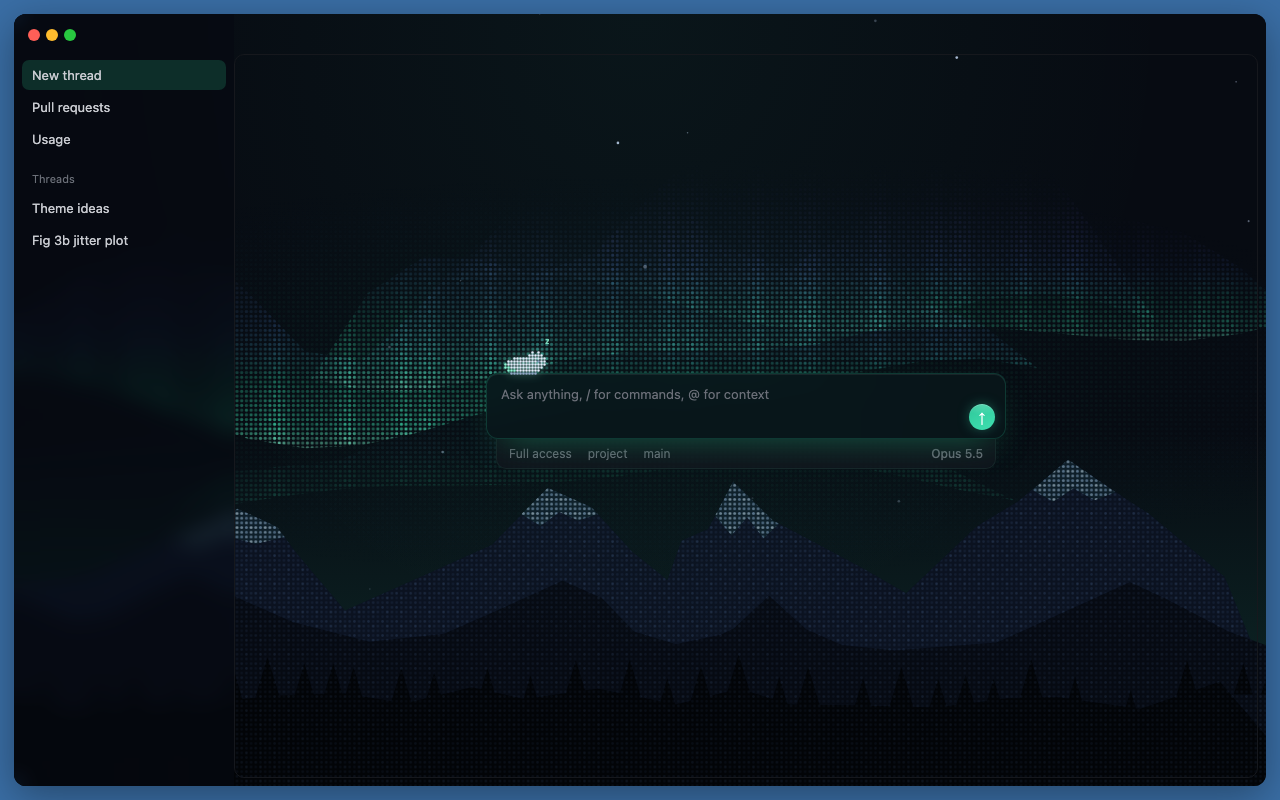 New thread
Pull requests
Usage
Threads
Theme ideas
Fig 3b jitter plot
z
Ask anything, / for commands, @ for context
Full access project main Opus 5.5